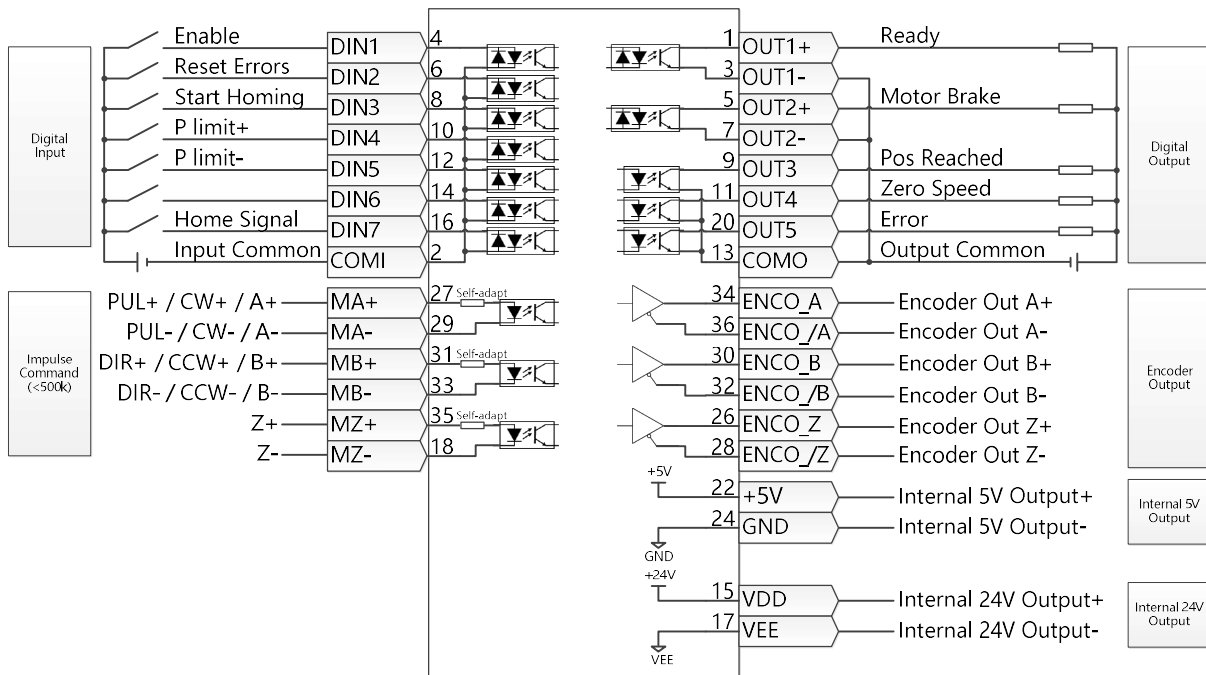 Digital
Input
Enable
DIN1
4
Reset Errors
DIN2
6
Start Homing
DIN3
8
P limit+
DIN4
10
P limit-
DIN5
12
DIN6
14
Home Signal
DIN7
16
Input Common
COMI
2
1
OUT1+
Ready
3
OUT1-
5
OUT2+
Motor Brake
7
OUT2-
9
OUT3
Pos Reached
11
OUT4
Zero Speed
20
OUT5
Error
13
COMO
Output Common
Digital
Output
Impulse
Command
(<500k)
PUL+ / CW+ / A+
MA+
27
Self-adapt
PUL- / CW- / A-
MA-
29
DIR+ / CCW+ / B+
MB+
31
Self-adapt
DIR- / CCW- / B-
MB-
33
Z+
MZ+
35
Self-adapt
Z-
MZ-
18
34
ENCO_A
Encoder Out A+
36
ENCO_/A
Encoder Out A-
30
ENCO_B
Encoder Out B+
32
ENCO_/B
Encoder Out B-
26
ENCO_Z
Encoder Out Z+
28
ENCO_/Z
Encoder Out Z-
Encoder
Output
+5V
22
+5V
Internal 5V Output+
24
GND
Internal 5V Output-
GND
Internal 5V
Output
+24V
15
VDD
Internal 24V Output+
17
VEE
Internal 24V Output-
VEE
Internal 24V
Output